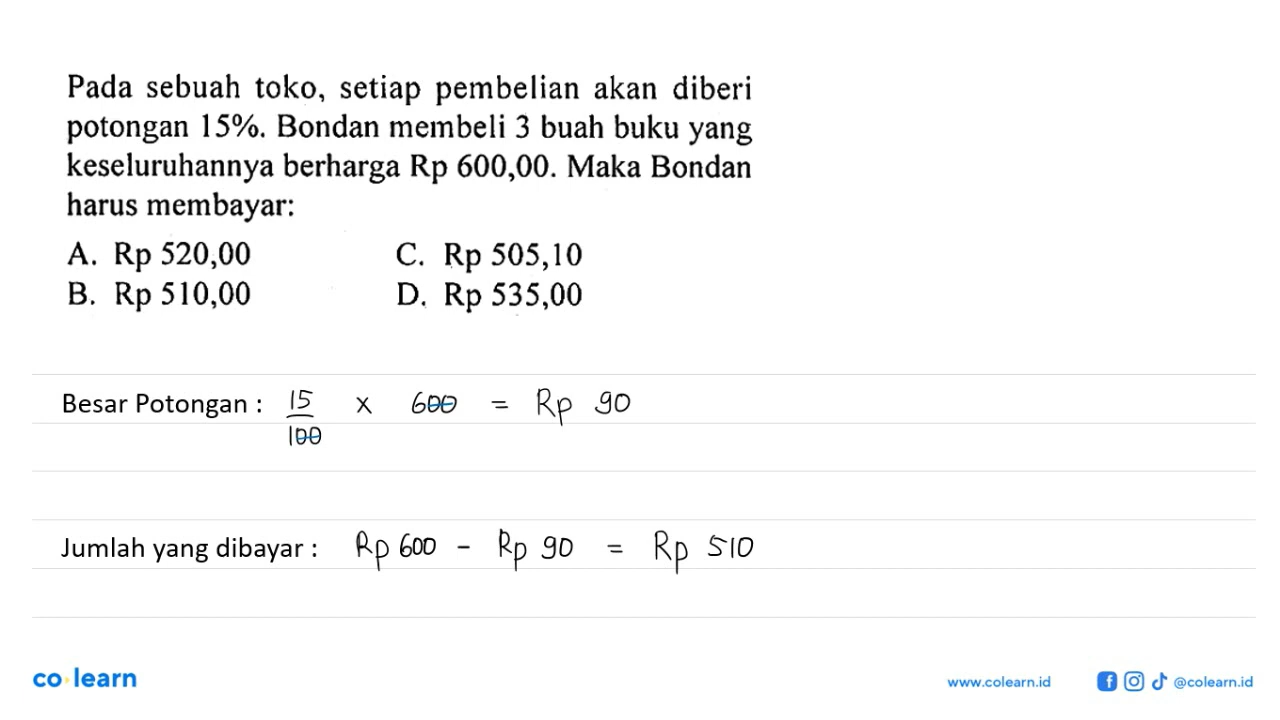 Pada sebuah toko, setiap pembelian akan diberi
potongan 15%. Bondan membeli 3 buah buku yang
keseluruhannya berharga Rp 600,00. Maka Bondan
harus membayar:
A. Rp 520,00 C. Rp 505,10
B. Rp 510,00 D. Rp 535,00
Besar Potongan : 15/100 x 600 = Rp 90
Jumlah yang dibayar : Rp 600 - Rp 90 = Rp 510
co learn www.colearn.id @colearn.id